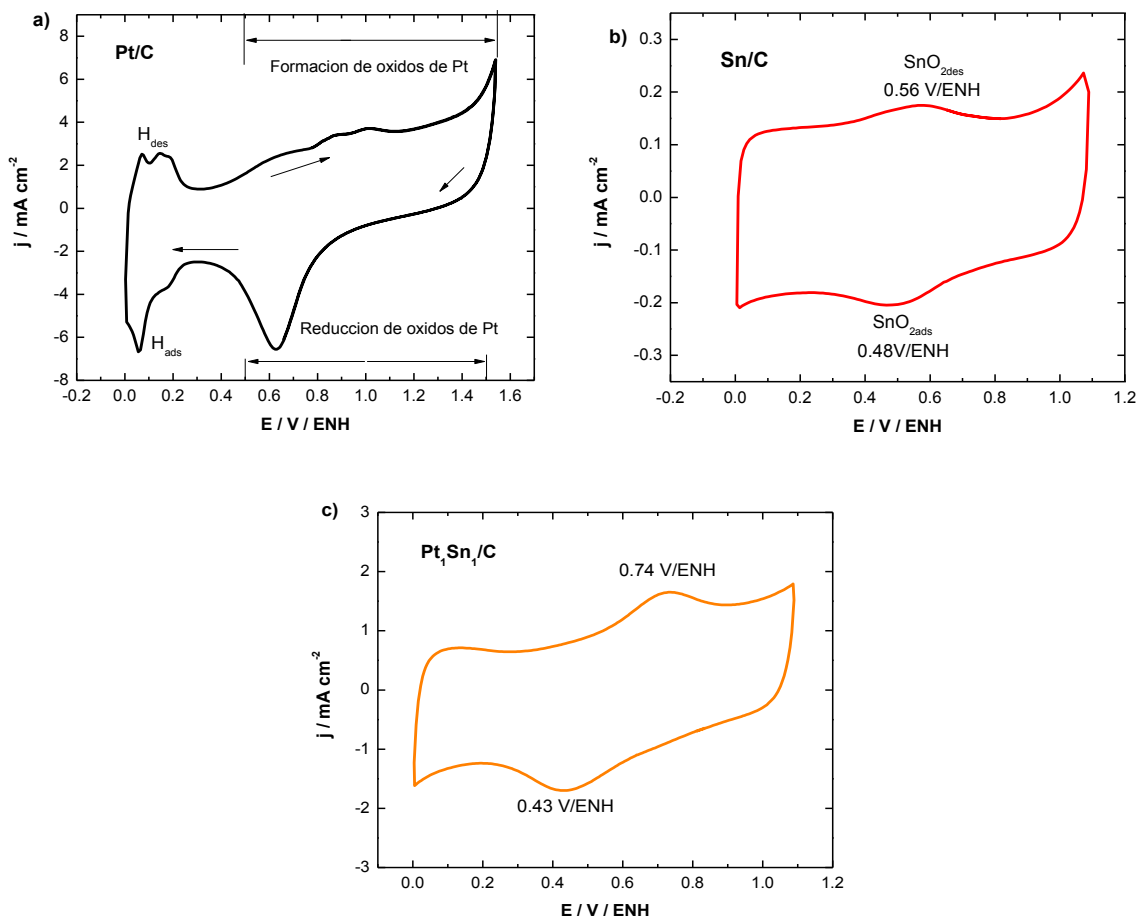 a)
Pt/C
Formacion de oxidos de Pt
H_des
H_ads
Reduccion de oxidos de Pt
8
6
4
2
0
-2
-4
-6
-8
j / mA cm⁻²
-0.2 0.0 0.2 0.4 0.6 0.8 1.0 1.2 1.4 1.6
E / V / ENH
b)
Sn/C
SnO₂des
0.56 V/ENH
SnO₂ads
0.48V/ENH
0.3
0.2
0.1
0.0
-0.1
-0.2
-0.3
j / mA cm⁻²
-0.2 0.0 0.2 0.4 0.6 0.8 1.0 1.2
E / V / ENH
c)
Pt₁Sn₁/C
0.74 V/ENH
0.43 V/ENH
3
2
1
0
-1
-2
-3
j / mA cm⁻²
0.0 0.2 0.4 0.6 0.8 1.0 1.2
E / V / ENH